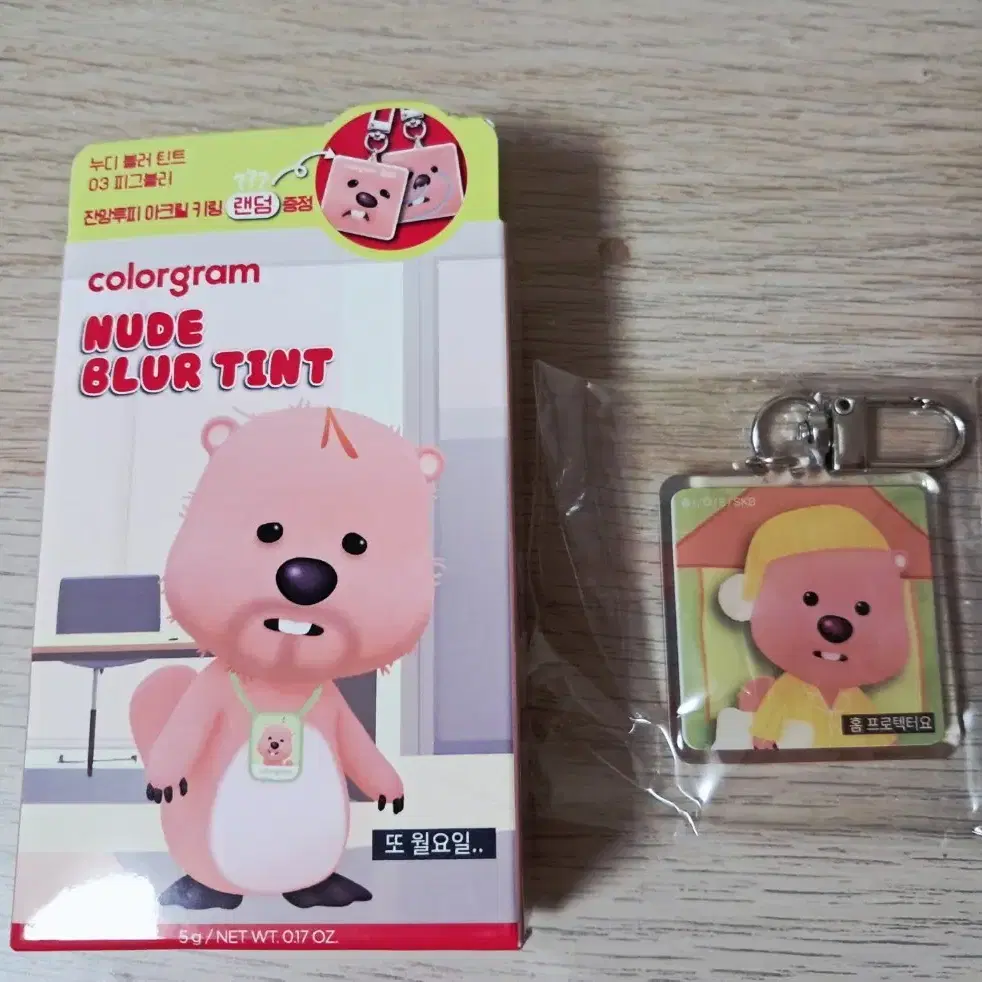 누디 블러 틴트
03 피그블러
잔망루피 아크릴 키링 랜덤 증정
colorgram
NUDE
BLUR TINT
colorgram
또 월요일..
5g / NET WT. 0.17 OZ.
홈 프로텍터요